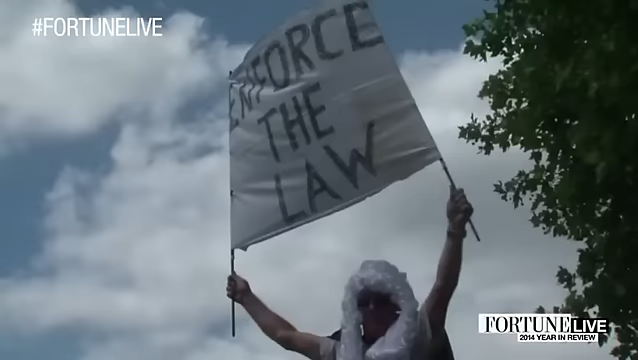 #FORTUNELIVE
ENFORCE
THE
LAW
FORTUNE LIVE
2014 YEAR IN REVIEW